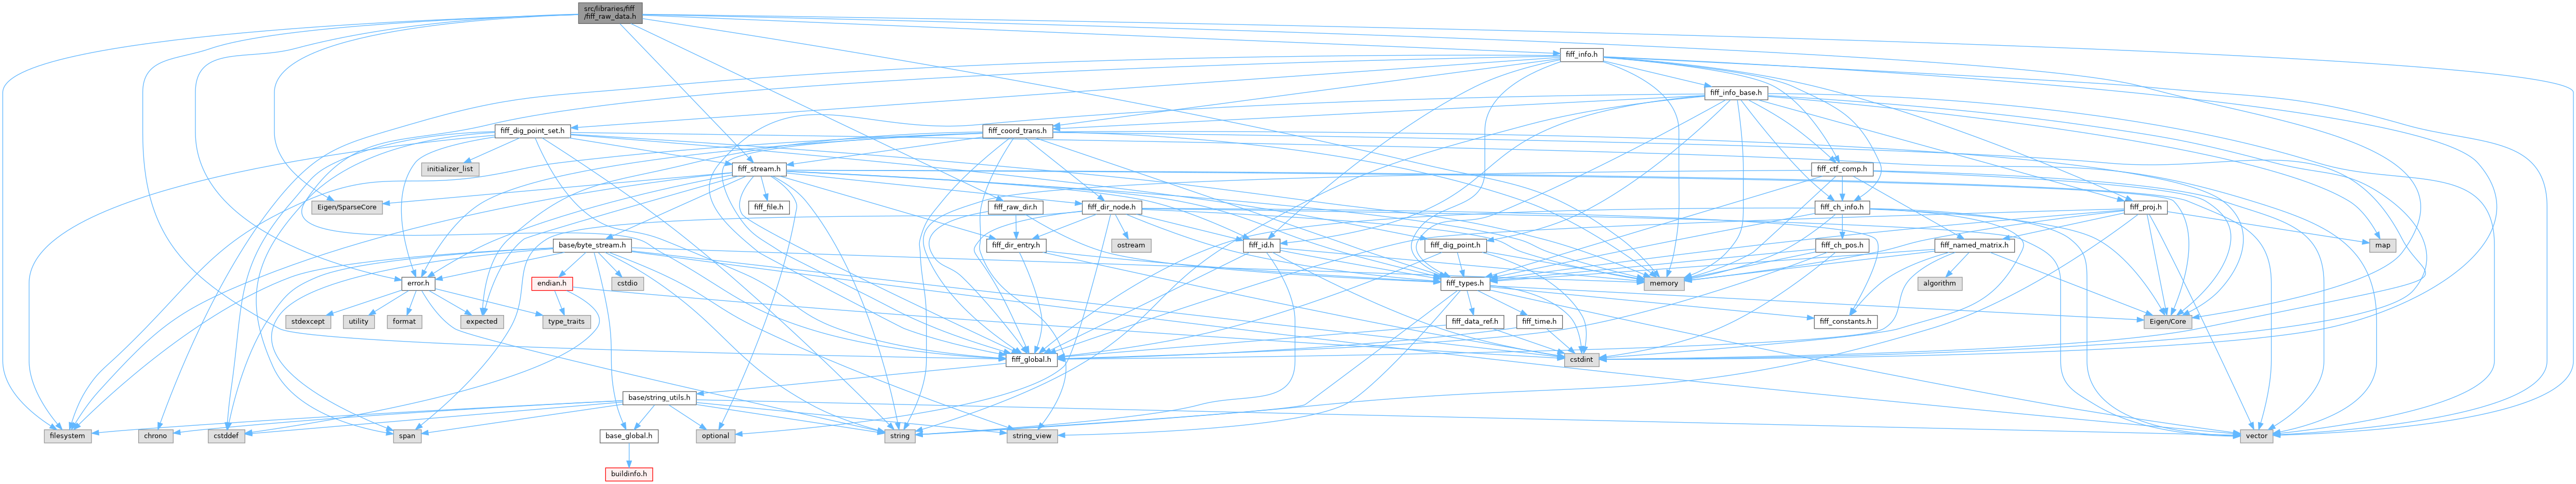 src/libraries/fiff
/fiff_raw_data.h
fiff_info.h
fiff_info_base.h
fiff_dig_point_set.h
fiff_coord_trans.h
initializer_list
fiff_stream.h
fiff_ctf_comp.h
Eigen/SparseCore
fiff_file.h
fiff_raw_dir.h
fiff_dir_node.h
fiff_ch_info.h
fiff_proj.h
base/byte_stream.h
fiff_dir_entry.h
ostream
fiff_id.h
fiff_dig_point.h
fiff_ch_pos.h
fiff_named_matrix.h
map
error.h
endian.h
cstdio
memory
fiff_types.h
algorithm
stdexcept
utility
format
expected
type_traits
fiff_data_ref.h
fiff_time.h
fiff_constants.h
Eigen/Core
fiff_global.h
cstdint
base/string_utils.h
filesystem
chrono
cstddef
span
base_global.h
optional
string
string_view
vector
buildinfo.h